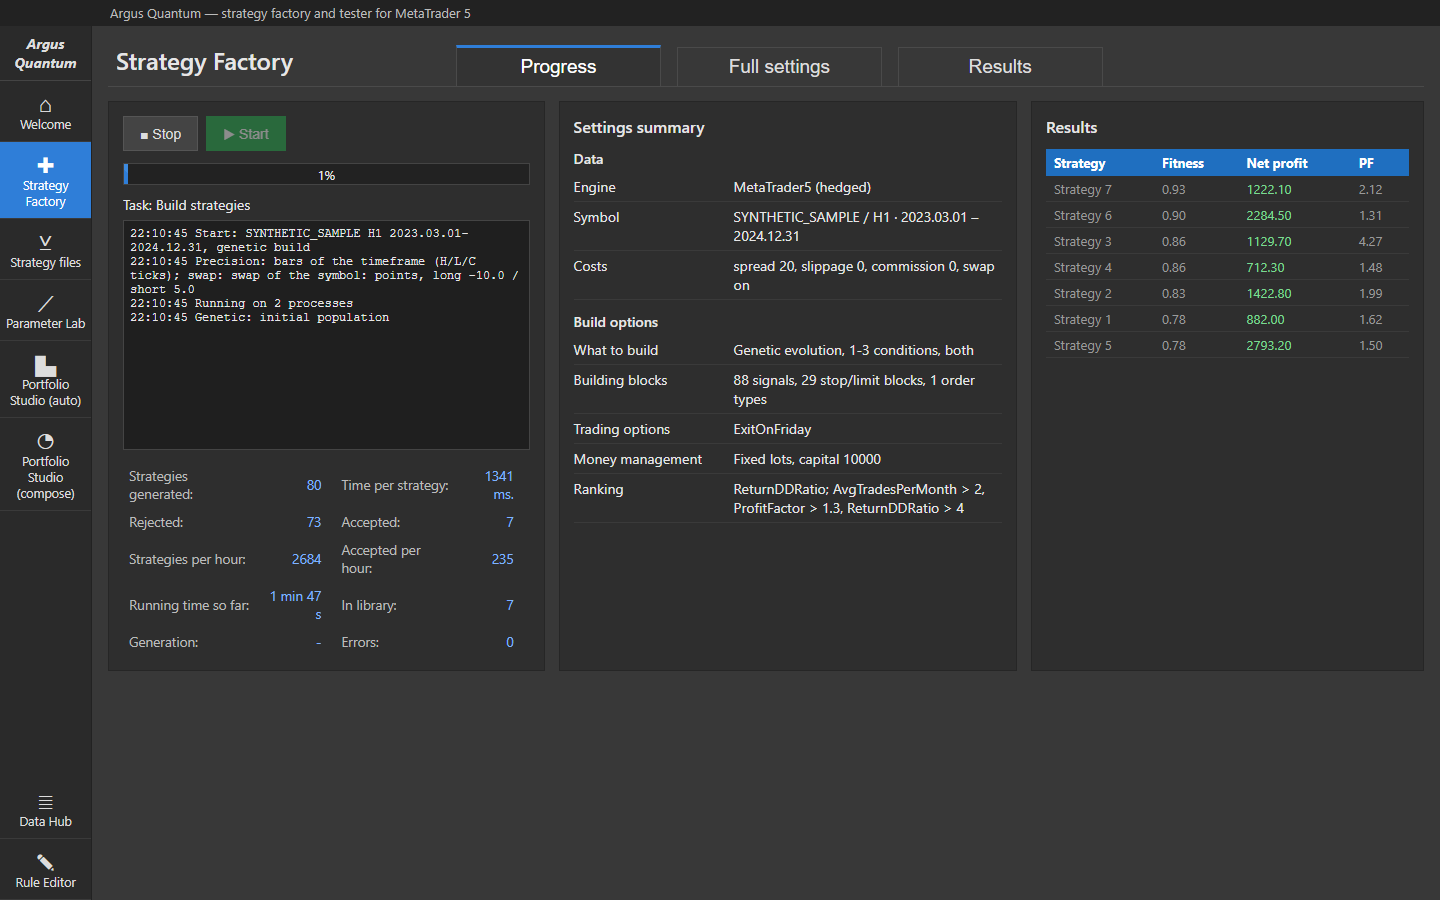 Argus Quantum — strategy factory and tester for MetaTrader 5
Argus
Quantum
Welcome
Strategy
Factory
Strategy files
Parameter Lab
Portfolio
Studio (auto)
Portfolio
Studio
(compose)
Data Hub
Rule Editor
Strategy Factory
Progress
Full settings
Results
■ Stop
▶ Start
1%
Task: Build strategies
22:10:45 Start: SYNTHETIC_SAMPLE H1 2023.03.01-
2024.12.31, genetic build
22:10:45 Precision: bars of the timeframe (H/L/C
ticks); swap: swap of the symbol: points, long -10.0 /
short 5.0
22:10:45 Running on 2 processes
22:10:45 Genetic: initial population
Strategies
generated:
80
Time per strategy:
1341
ms.
Rejected:
73
Accepted:
7
Strategies per hour:
2684
Accepted per
hour:
235
Running time so far:
1 min 47
s
In library:
7
Generation:
-
Errors:
0
Settings summary
Data
Engine
MetaTrader5 (hedged)
Symbol
SYNTHETIC_SAMPLE / H1 · 2023.03.01 –
2024.12.31
Costs
spread 20, slippage 0, commission 0, swap
on
Build options
What to build
Genetic evolution, 1-3 conditions, both
Building blocks
88 signals, 29 stop/limit blocks, 1 order
types
Trading options
ExitOnFriday
Money management
Fixed lots, capital 10000
Ranking
ReturnDDRatio; AvgTradesPerMonth > 2,
ProfitFactor > 1.3, ReturnDDRatio > 4
Results
Strategy Fitness Net profit PF
Strategy 7 0.93 1222.10 2.12
Strategy 6 0.90 2284.50 1.31
Strategy 3 0.86 1129.70 4.27
Strategy 4 0.86 712.30 1.48
Strategy 2 0.83 1422.80 1.99
Strategy 1 0.78 882.00 1.62
Strategy 5 0.78 2793.20 1.50